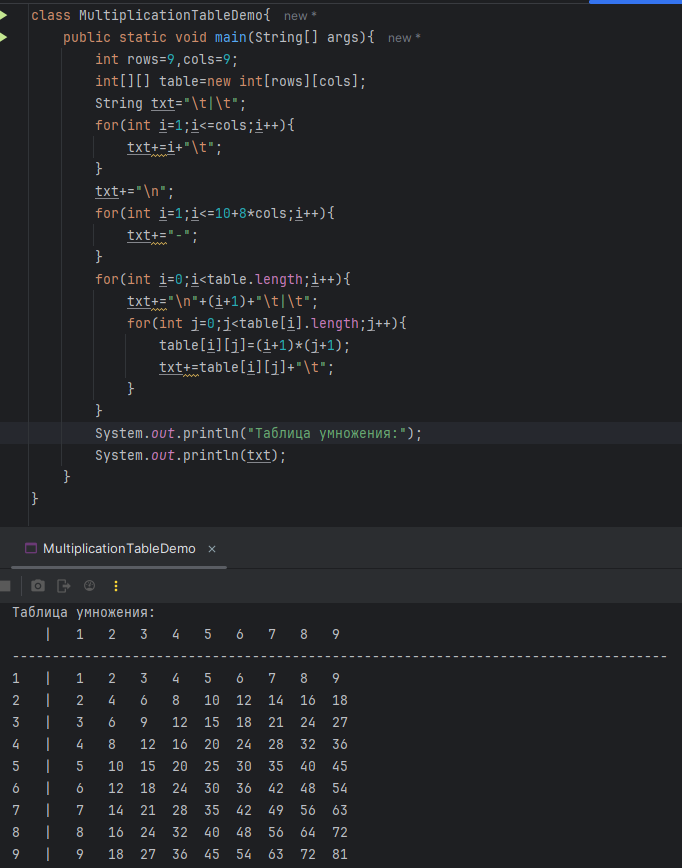 class MultiplicationTableDemo{ new *
public static void main(String[] args){ new *
int rows=9,cols=9;
int[][] table=new int[rows][cols];
String txt="\t|\t";
for(int i=1;i<=cols;i++){
txt+=i+"\t";
}
txt+="\n";
for(int i=1;i<=10+8*cols;i++){
txt+="-";
}
for(int i=0;i<table.length;i++){
txt+="\n"+(i+1)+"\t|\t";
for(int j=0;j<table[i].length;j++){
table[i][j]=(i+1)*(j+1);
txt+=table[i][j]+"\t";
}
}
System.out.println("Таблица умножения:");
System.out.println(txt);
}
}
MultiplicationTableDemo ×
Таблица умножения:
| 1 2 3 4 5 6 7 8 9
----------------------------------------------------------------------------------
1 | 1 2 3 4 5 6 7 8 9
2 | 2 4 6 8 10 12 14 16 18
3 | 3 6 9 12 15 18 21 24 27
4 | 4 8 12 16 20 24 28 32 36
5 | 5 10 15 20 25 30 35 40 45
6 | 6 12 18 24 30 36 42 48 54
7 | 7 14 21 28 35 42 49 56 63
8 | 8 16 24 32 40 48 56 64 72
9 | 9 18 27 36 45 54 63 72 81